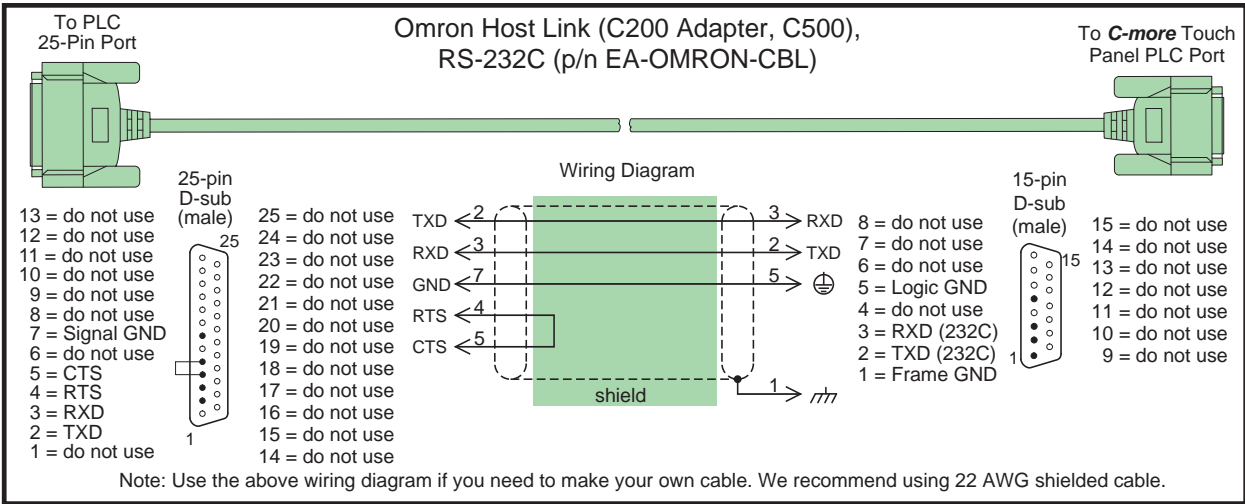 To PLC
25-Pin Port
Omron Host Link (C200 Adapter, C500),
RS-232C (p/n EA-OMRON-CBL)
To C-more Touch
Panel PLC Port
Wiring Diagram
25-pin
D-sub
(male)
13 = do not use
12 = do not use
11 = do not use
10 = do not use
9 = do not use
8 = do not use
7 = Signal GND
6 = do not use
5 = CTS
4 = RTS
3 = RXD
2 = TXD
1 = do not use
25
1
25 = do not use
24 = do not use
23 = do not use
22 = do not use
21 = do not use
20 = do not use
19 = do not use
18 = do not use
17 = do not use
16 = do not use
15 = do not use
14 = do not use
TXD 2 3 RXD
RXD 3 2 TXD
GND 7 5
RTS 4
CTS 5
1
shield
8 = do not use
7 = do not use
6 = do not use
5 = Logic GND
4 = do not use
3 = RXD (232C)
2 = TXD (232C)
1 = Frame GND
15-pin
D-sub
(male)
15
1
15 = do not use
14 = do not use
13 = do not use
12 = do not use
11 = do not use
10 = do not use
9 = do not use
Note: Use the above wiring diagram if you need to make your own cable. We recommend using 22 AWG shielded cable.